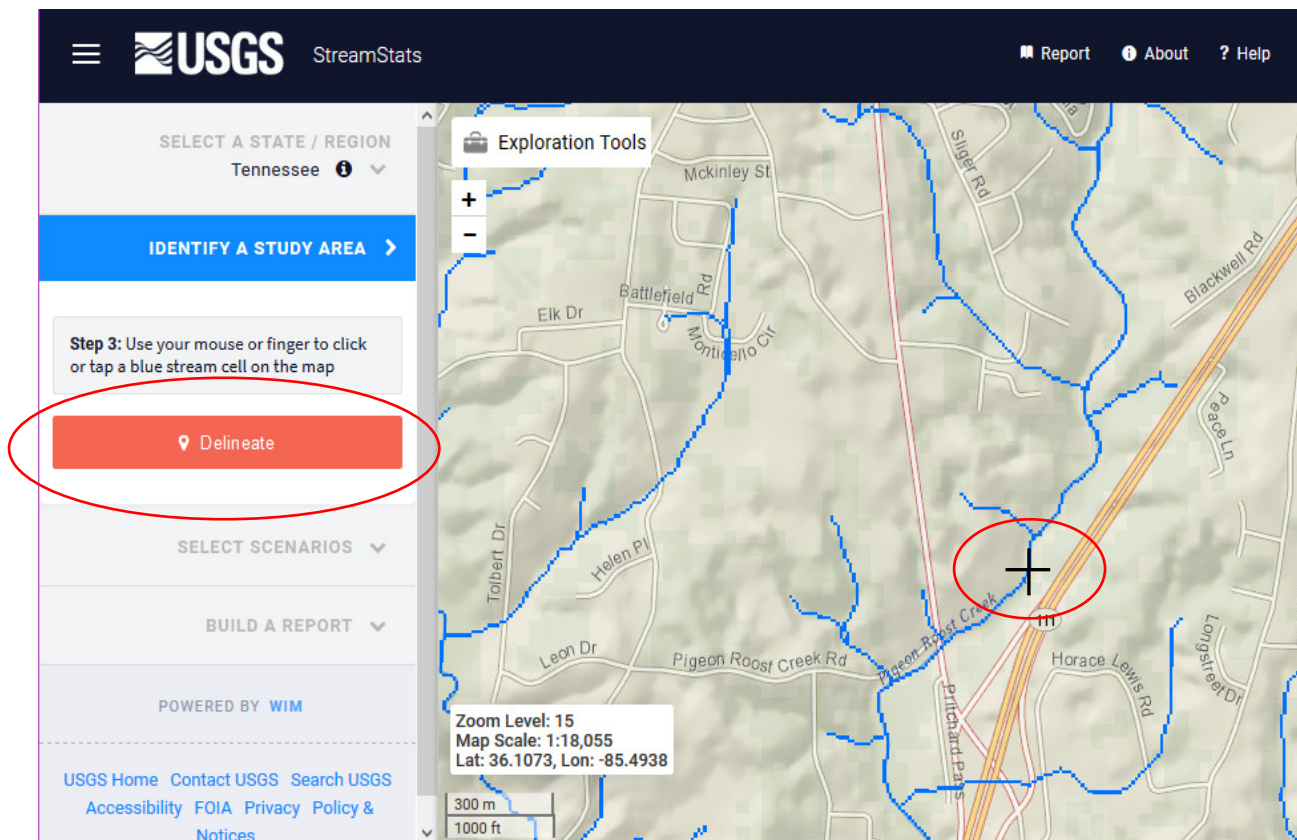 USGS
StreamStats
Report
About
? Help
SELECT A STATE / REGION
Tennessee
IDENTIFY A STUDY AREA
Step 3: Use your mouse or finger to click
or tap a blue stream cell on the map
Delineate
SELECT SCENARIOS
BUILD A REPORT
POWERED BY WIM
USGS Home Contact USGS Search USGS
Accessibility FOIA Privacy Policy &
Notices
Exploration Tools
+
−
Mckinley St
Sliger Rd
Blackwell Rd
Battlefield Rd
Elk Dr
Monticello Cir
Peace Ln
Tolbert Dr
Helen Pl
Leon Dr
Pigeon Roost Creek Rd
Pigeon Roost Creek
111
Horace Lewis Rd
Longstreet Dr
Pritchard Pass
Zoom Level: 15
Map Scale: 1:18,055
Lat: 36.1073, Lon: -85.4938
300 m
1000 ft